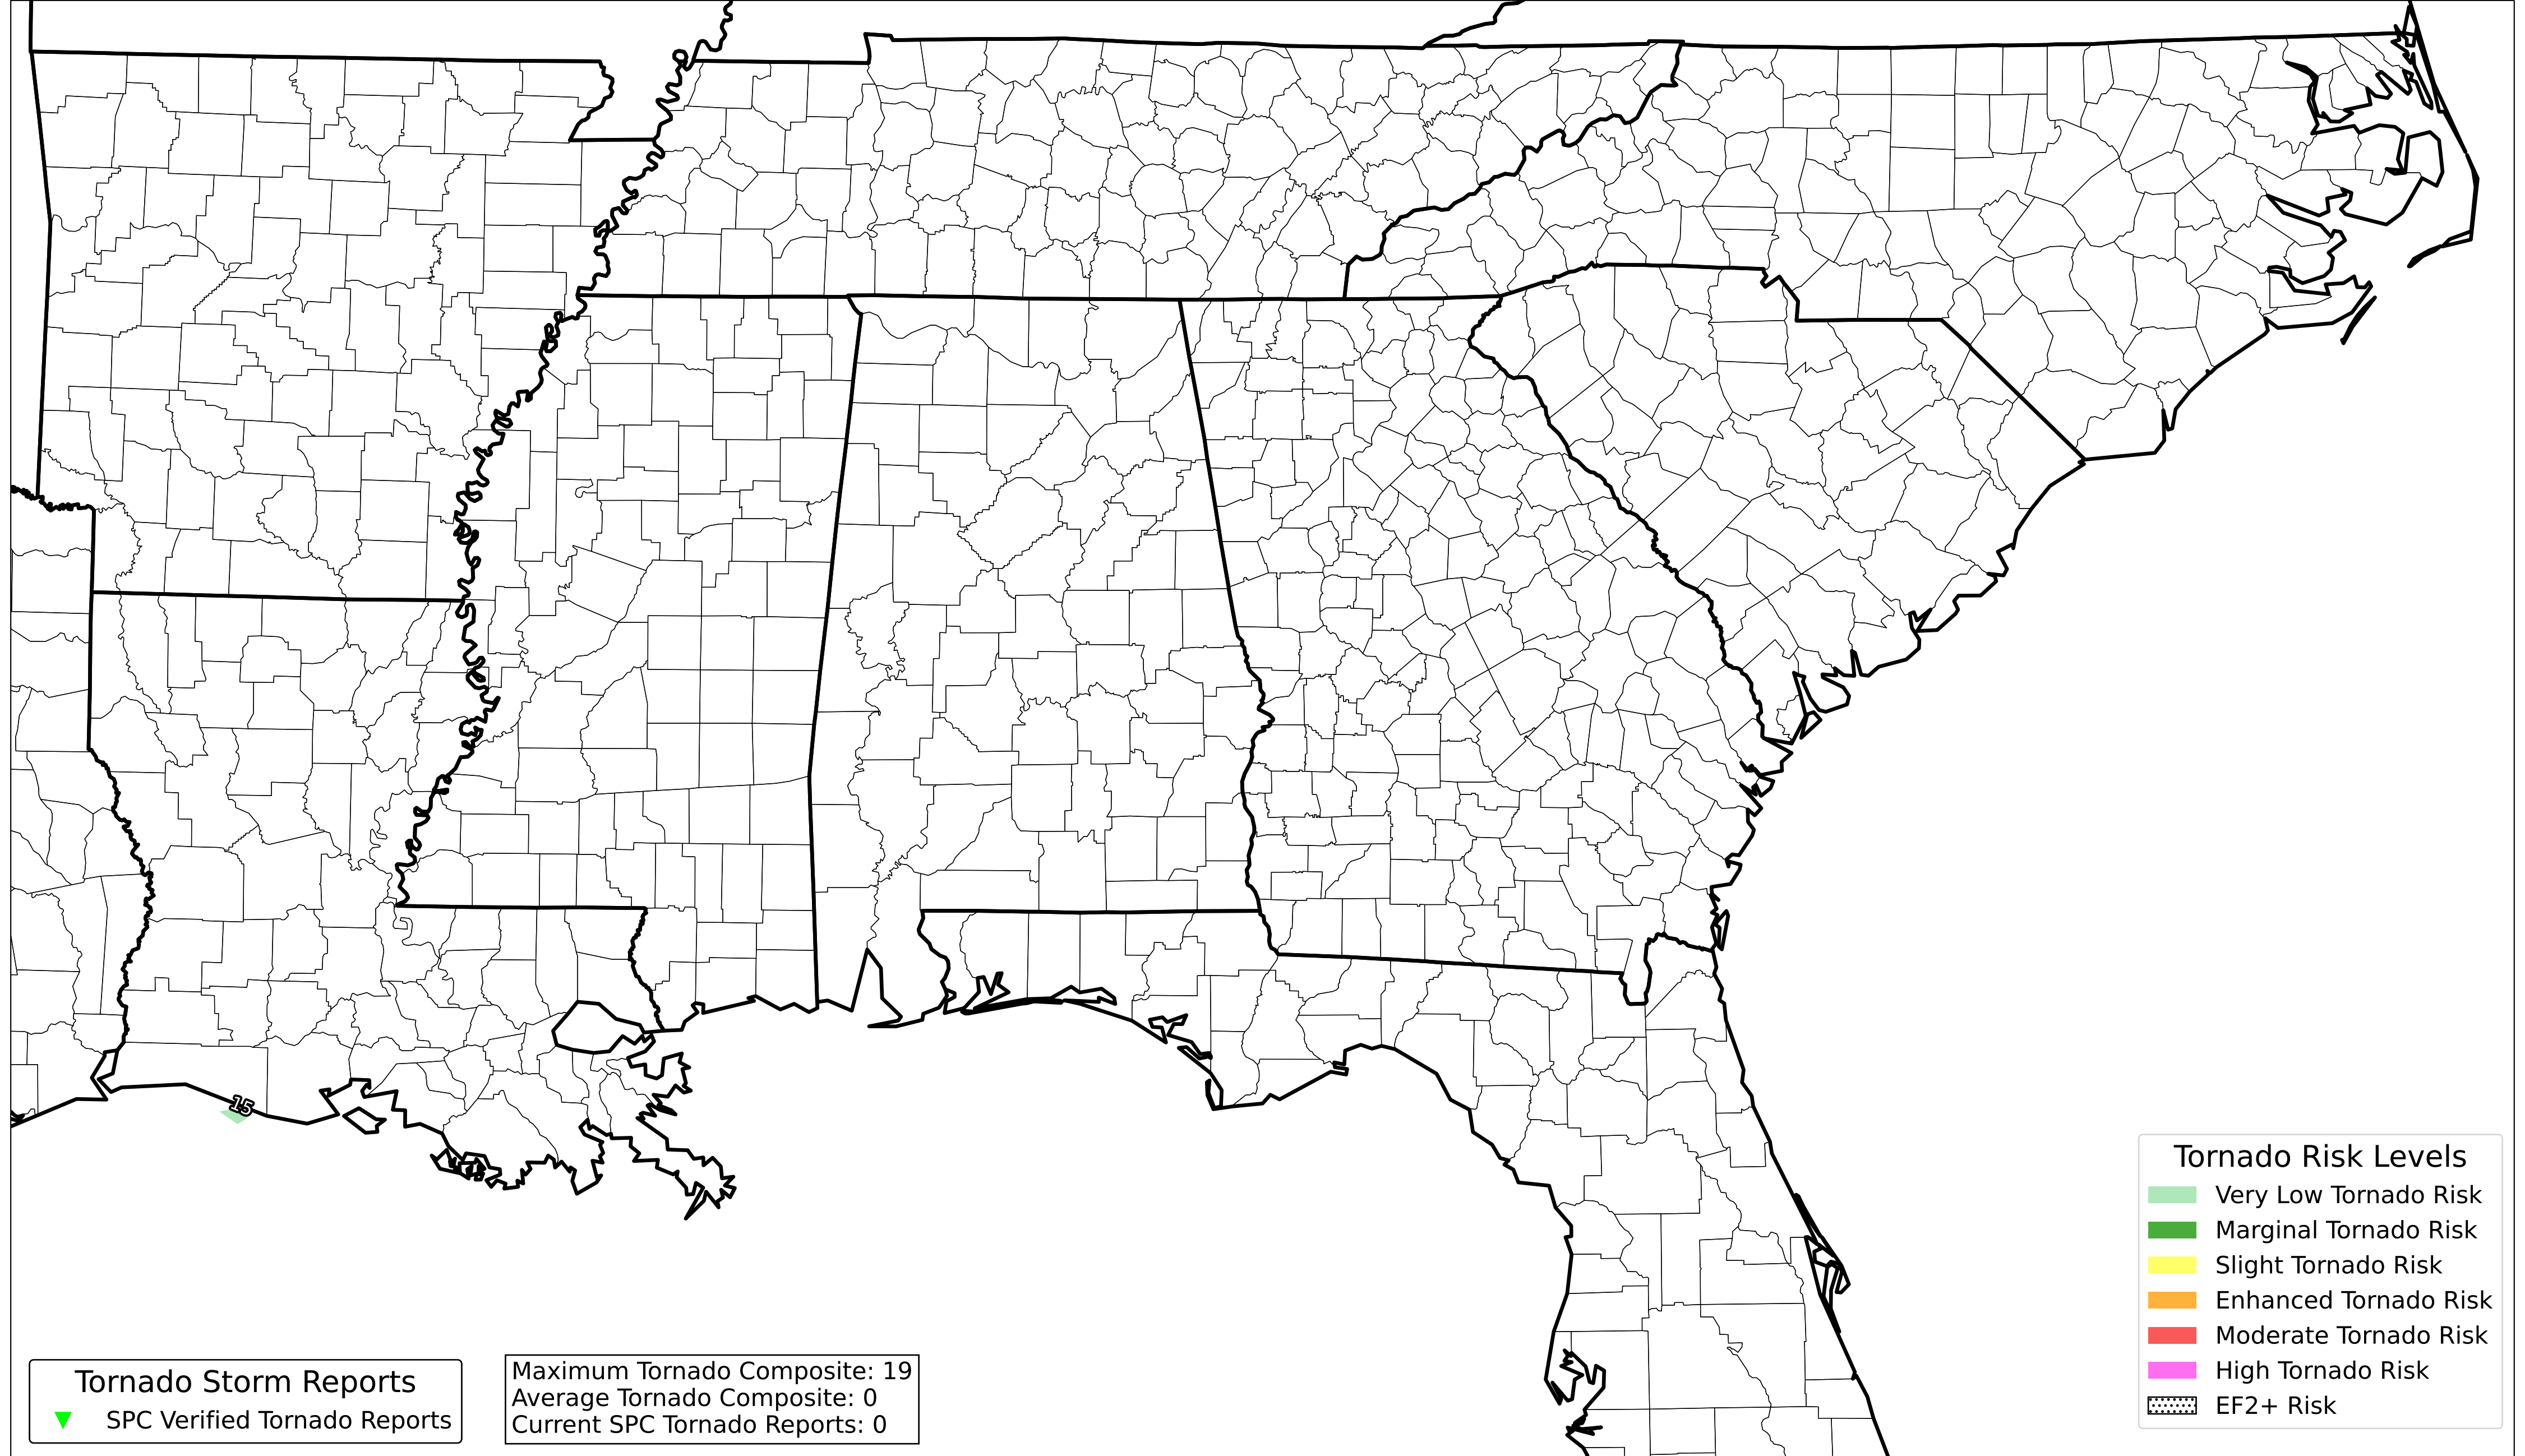 15
Tornado Risk Levels
Very Low Tornado Risk
Marginal Tornado Risk
Slight Tornado Risk
Enhanced Tornado Risk
Moderate Tornado Risk
High Tornado Risk
EF2+ Risk
Tornado Storm Reports
SPC Verified Tornado Reports
Maximum Tornado Composite: 19
Average Tornado Composite: 0
Current SPC Tornado Reports: 0